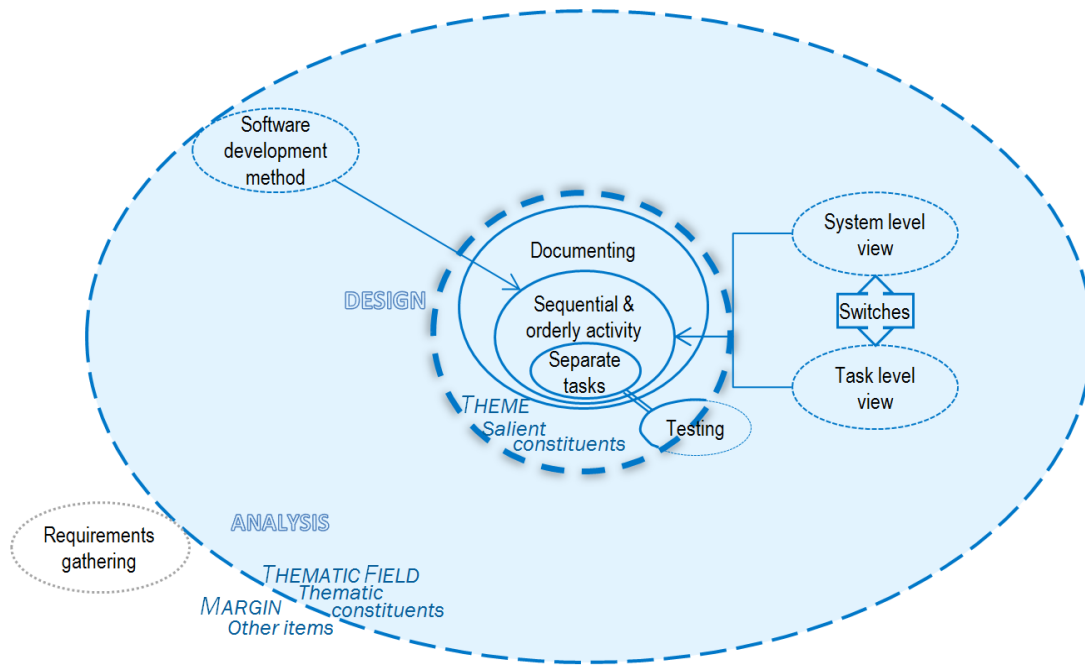 Software
development
method
Documenting
System level
view
DESIGN
Sequential &
orderly activity
Switches
Separate
tasks
Task level
view
THEME
Salient
constituents
Testing
ANALYSIS
Requirements
gathering
THEMATIC FIELD
Thematic
constituents
MARGIN
Other items